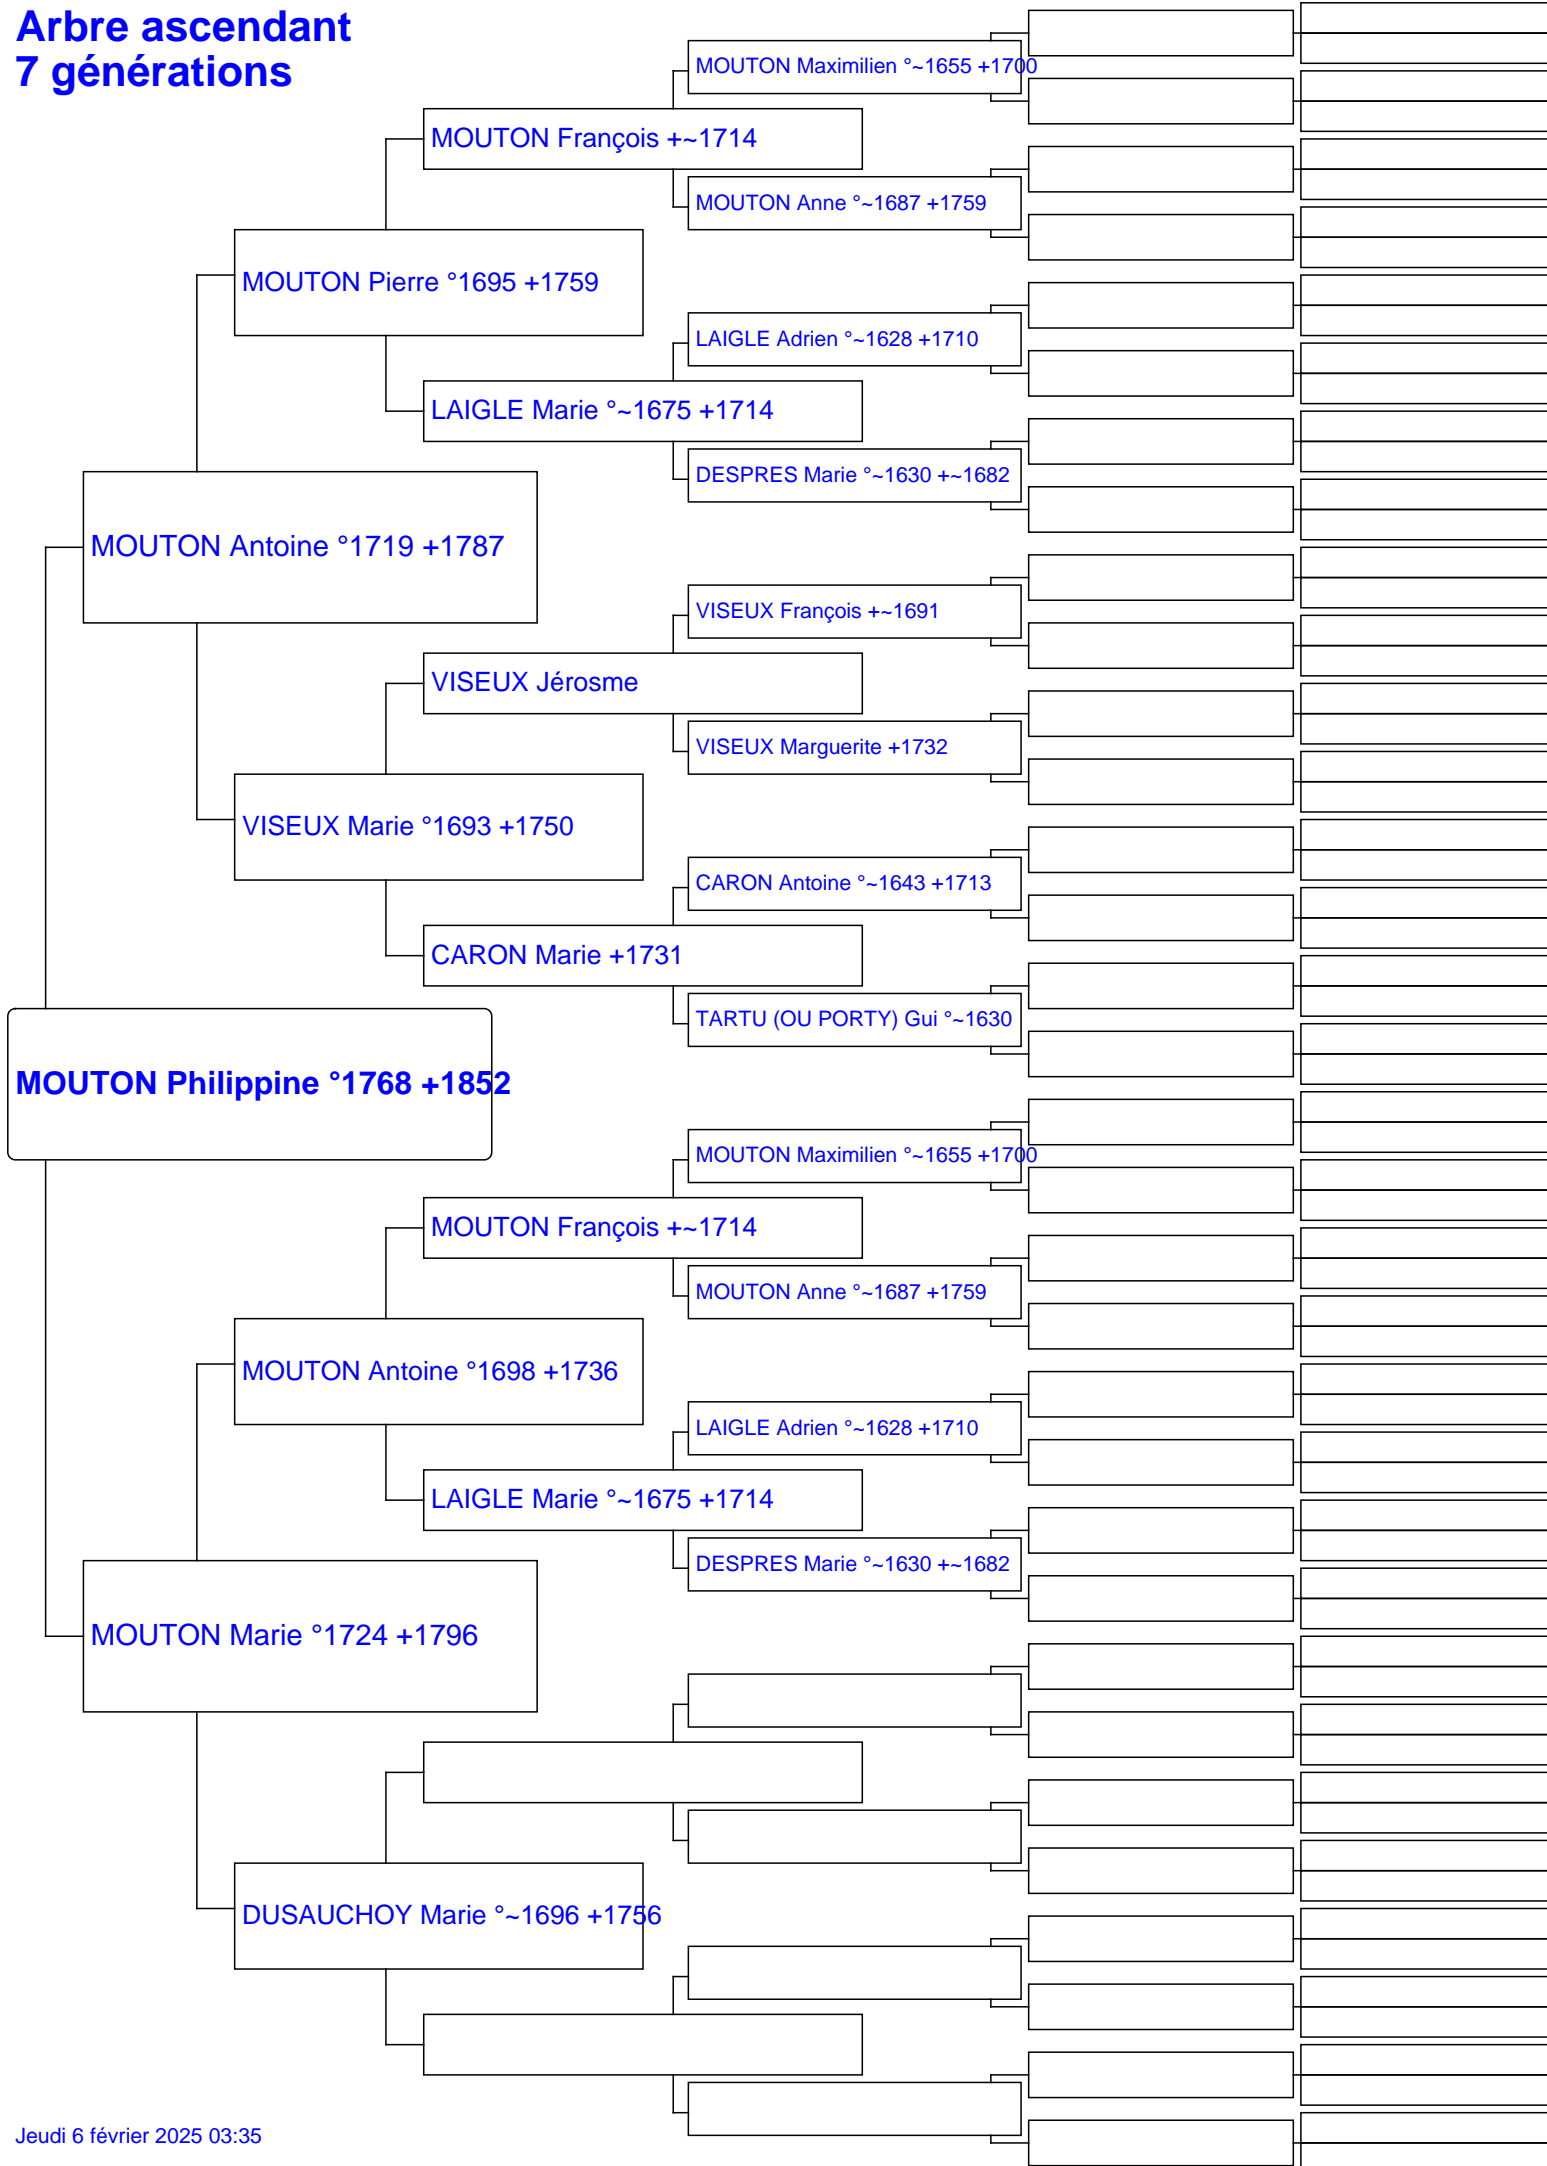 Arbre ascendant
7 générations
MOUTON Maximilien °~1655 +1700
MOUTON François +~1714
MOUTON Anne °~1687 +1759
MOUTON Pierre °1695 +1759
LAIGLE Adrien °~1628 +1710
LAIGLE Marie °~1675 +1714
DESPRES Marie °~1630 +~1682
MOUTON Antoine °1719 +1787
VISEUX François +~1691
VISEUX Jérosme
VISEUX Marguerite +1732
VISEUX Marie °1693 +1750
CARON Antoine °~1643 +1713
CARON Marie +1731
TARTU (OU PORTY) Gui °~1630
MOUTON Philippine °1768 +1852
MOUTON Maximilien °~1655 +1700
MOUTON François +~1714
MOUTON Anne °~1687 +1759
MOUTON Antoine °1698 +1736
LAIGLE Adrien °~1628 +1710
LAIGLE Marie °~1675 +1714
DESPRES Marie °~1630 +~1682
MOUTON Marie °1724 +1796
DUSAUCHOY Marie °~1696 +1756
Jeudi 6 février 2025 03:35